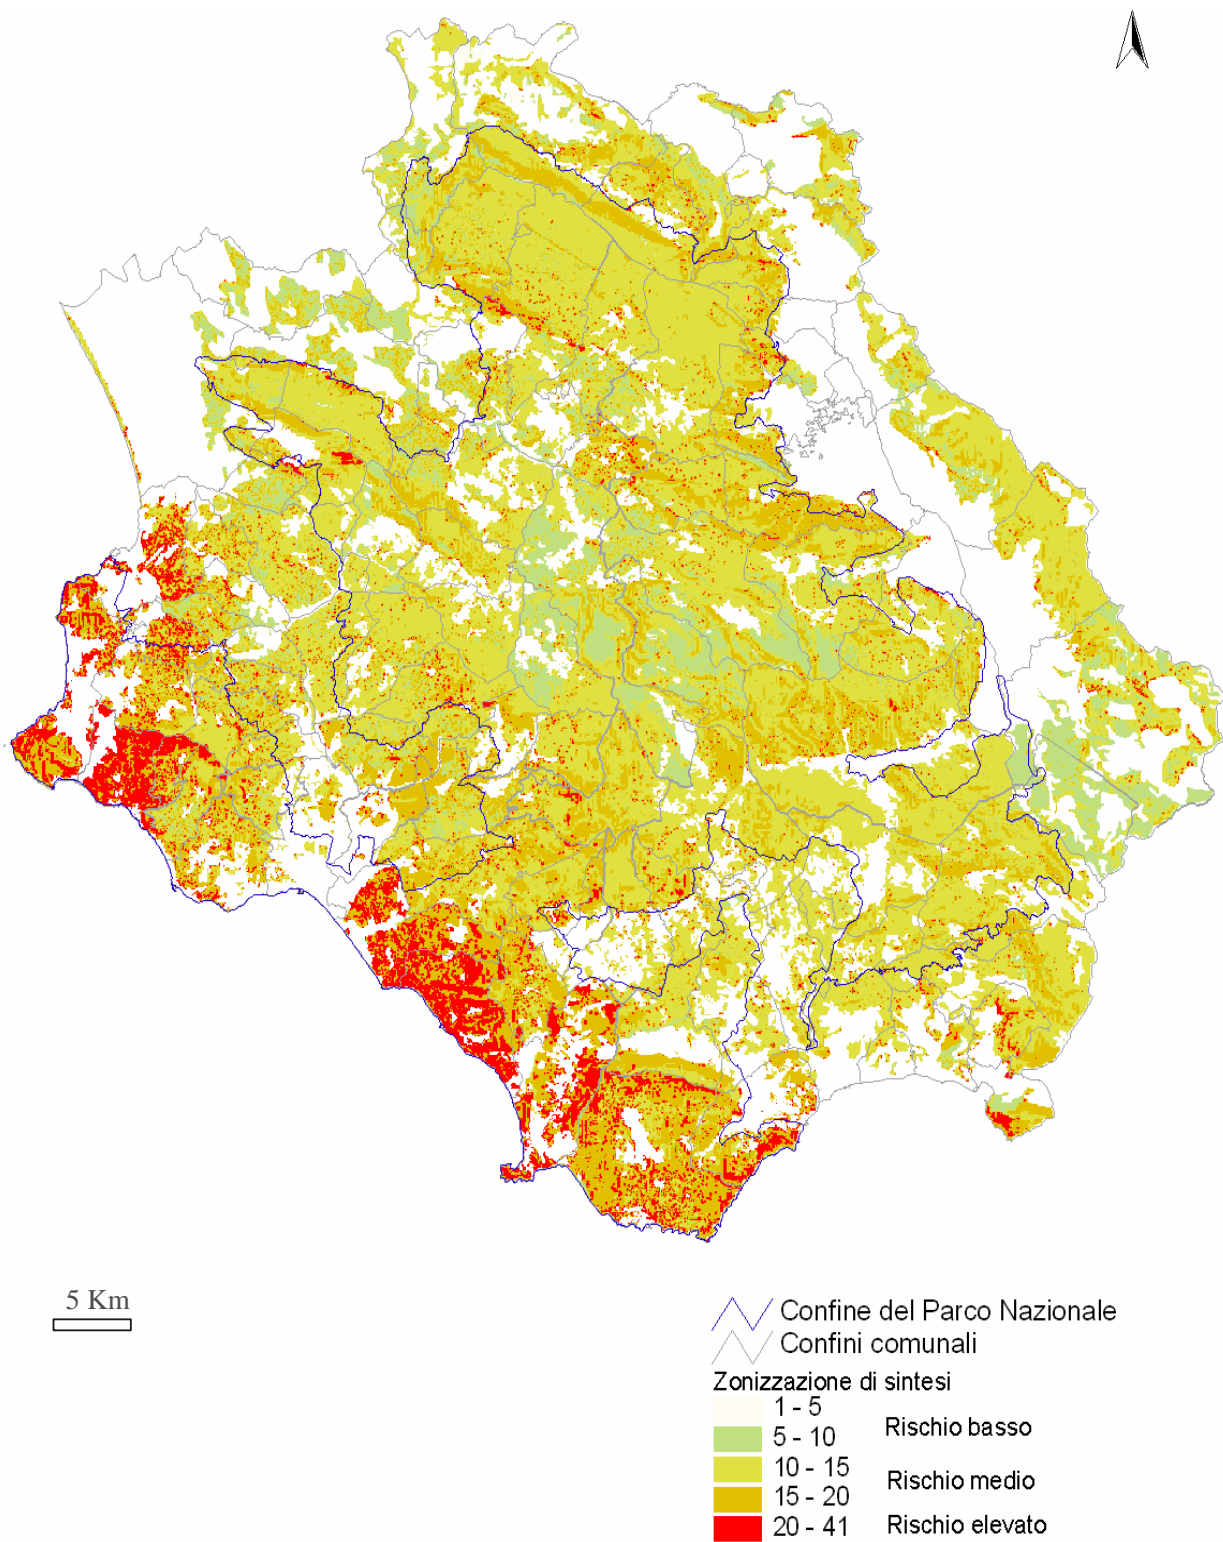 5 Km
Confine del Parco Nazionale
Confini comunali
Zonizzazione di sintesi
1 - 5
5 - 10
Rischio basso
10 - 15
15 - 20
Rischio medio
20 - 41
Rischio elevato